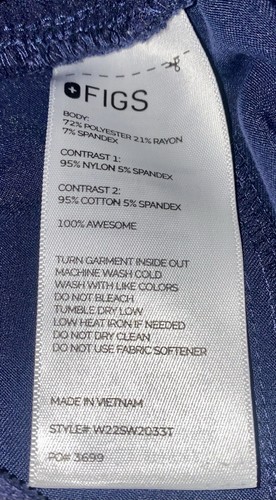 FIGS
BODY:
72% POLYESTER 21% RAYON
7% SPANDEX
CONTRAST 1:
95% NYLON 5% SPANDEX
CONTRAST 2:
95% COTTON 5% SPANDEX
100% AWESOME
TURN GARMENT INSIDE OUT
MACHINE WASH COLD
WASH WITH LIKE COLORS
DO NOT BLEACH
TUMBLE DRY LOW
LOW HEAT IRON IF NEEDED
DO NOT DRY CLEAN
DO NOT USE FABRIC SOFTENER
MADE IN VIETNAM
STYLE# W22SW2033T
PO# 3699